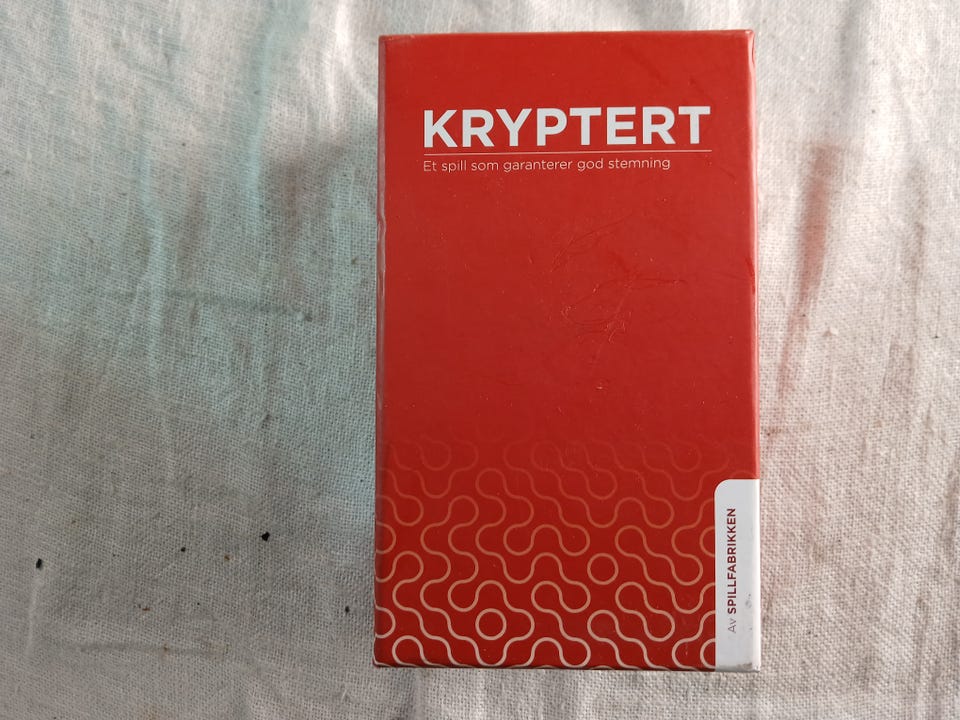 KRYPTERT
Et spill som garanterer god stemning
Av SPILLFABRIKKEN